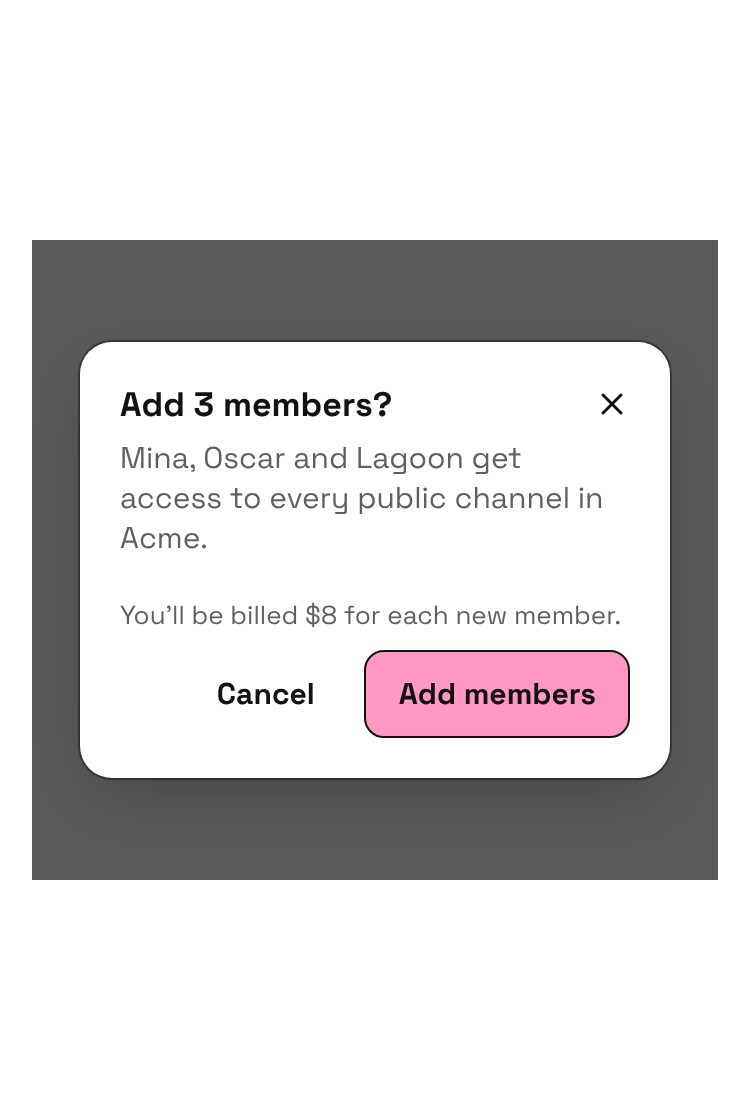 Add 3 members?
Mina, Oscar and Lagoon get
access to every public channel in
Acme.
You’ll be billed $8 for each new member.
Cancel
Add members